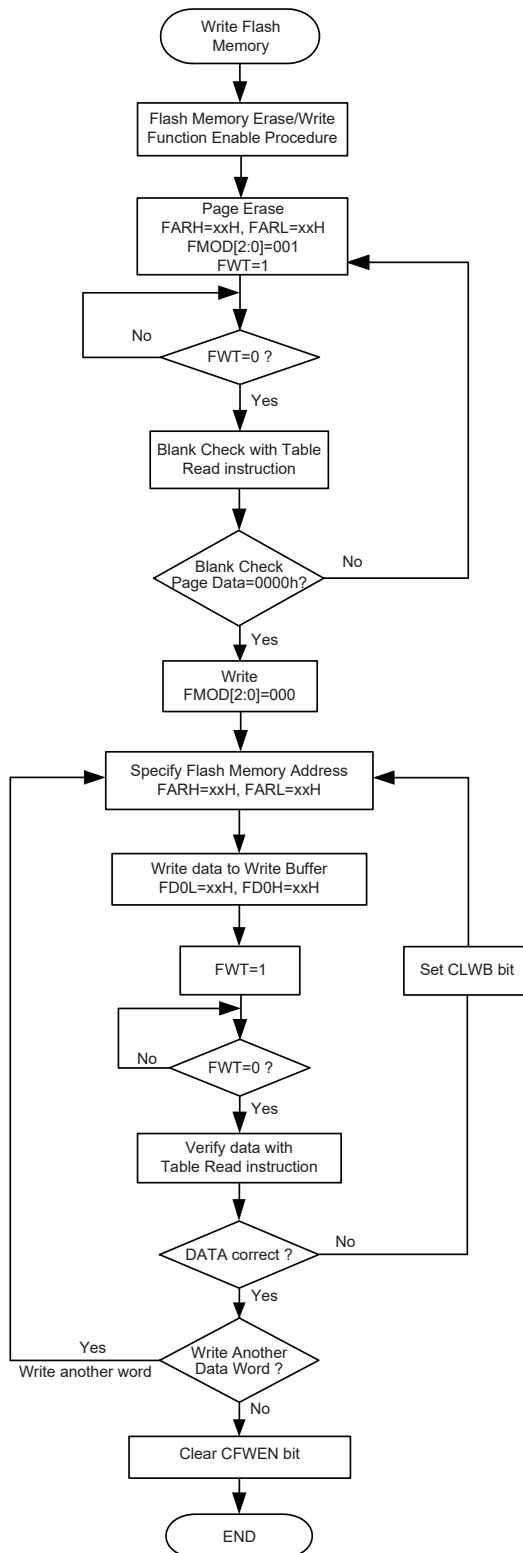 Write Flash
Memory
Flash Memory Erase/Write
Function Enable Procedure
Page Erase
FARH=xxH, FARL=xxH
FMOD[2:0]=001
FWT=1
No
FWT=0 ?
Yes
Blank Check with Table
Read instruction
Blank Check
Page Data=0000h?
No
Yes
Write
FMOD[2:0]=000
Specify Flash Memory Address
FARH=xxH, FARL=xxH
Write data to Write Buffer
FD0L=xxH, FD0H=xxH
FWT=1
Set CLWB bit
No
FWT=0 ?
Yes
Verify data with
Table Read instruction
DATA correct ?
No
Yes
Yes
Write another word
Write Another
Data Word ?
No
Clear CFWEN bit
END